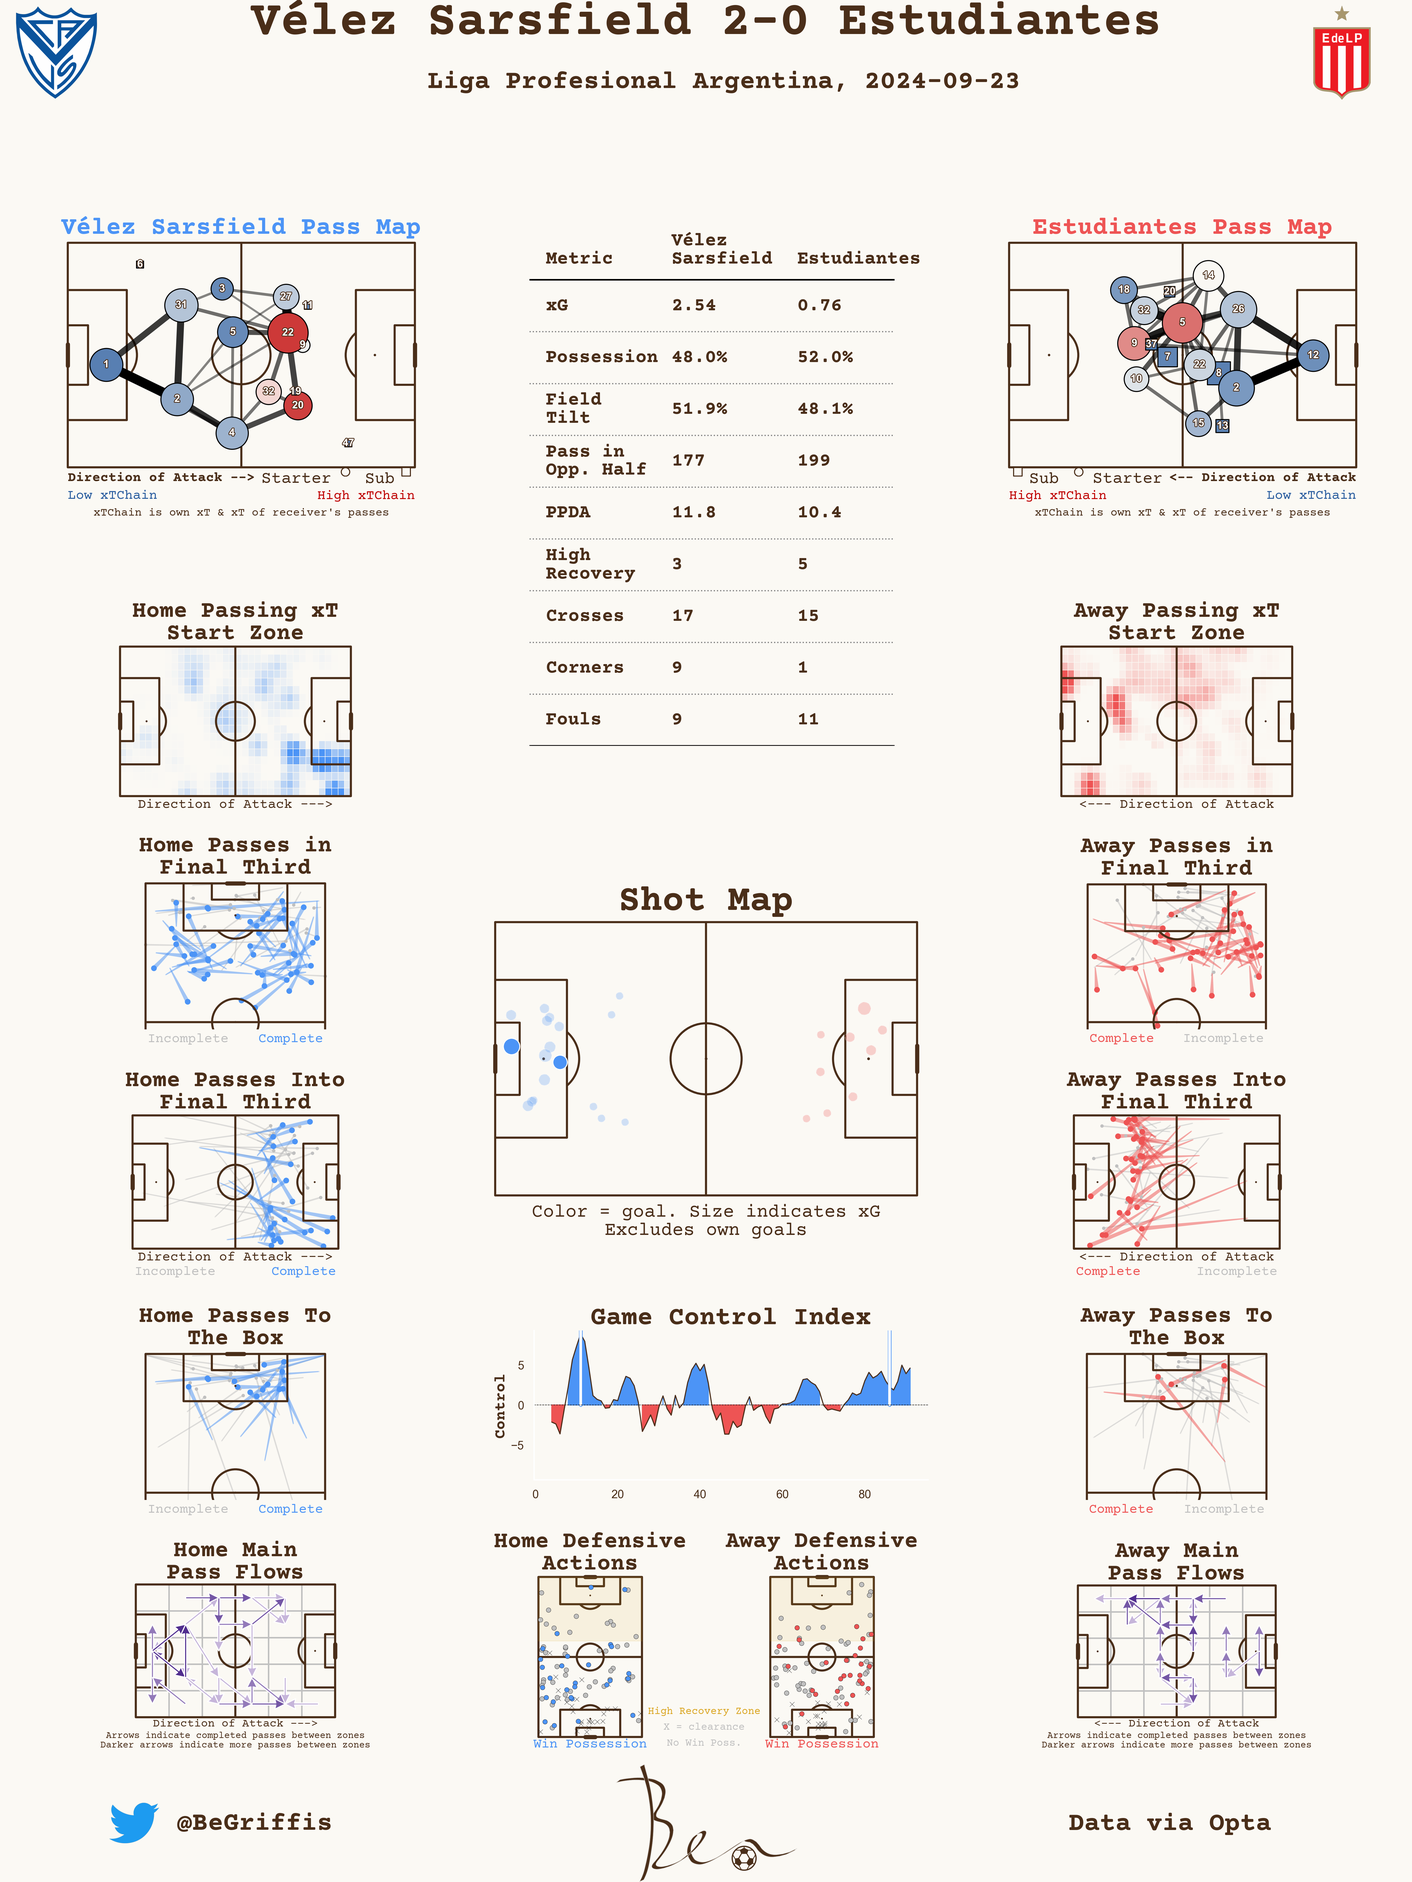 Vélez Sarsfield 2-0 Estudiantes
Liga Profesional Argentina, 2024-09-23
EdeLP
Vélez Sarsfield Pass Map
6
3
31
27
11
5
22
9
1
32
19
2
20
4
47
Direction of Attack --> Starter Sub
Low xTChain High xTChain
xTChain is own xT & xT of receiver's passes
Metric Vélez Sarsfield Estudiantes
xG 2.54 0.76
Possession 48.0% 52.0%
Field Tilt 51.9% 48.1%
Pass in Opp. Half 177 199
PPDA 11.8 10.4
High Recovery 3 5
Crosses 17 15
Corners 9 1
Fouls 9 11
Estudiantes Pass Map
14
18
20
32
26
5
9
37
7
12
22
10
8
2
15
13
Sub Starter <-- Direction of Attack
High xTChain Low xTChain
xTChain is own xT & xT of receiver's passes
Home Passing xT
Start Zone
Direction of Attack --->
Away Passing xT
Start Zone
<--- Direction of Attack
Home Passes in
Final Third
Incomplete Complete
Away Passes in
Final Third
Complete Incomplete
Shot Map
Color = goal. Size indicates xG
Excludes own goals
Home Passes Into
Final Third
Direction of Attack --->
Incomplete Complete
Away Passes Into
Final Third
<--- Direction of Attack
Complete Incomplete
Home Passes To
The Box
Incomplete Complete
Game Control Index
Control
5
0
−5
0 20 40 60 80
Away Passes To
The Box
Complete Incomplete
Home Main
Pass Flows
Direction of Attack --->
Arrows indicate completed passes between zones
Darker arrows indicate more passes between zones
Home Defensive
Actions
Win Possession
High Recovery Zone
X = clearance
No Win Poss.
Away Defensive
Actions
Win Possession
Away Main
Pass Flows
<--- Direction of Attack
Arrows indicate completed passes between zones
Darker arrows indicate more passes between zones
@BeGriffis
Ben
Data via Opta